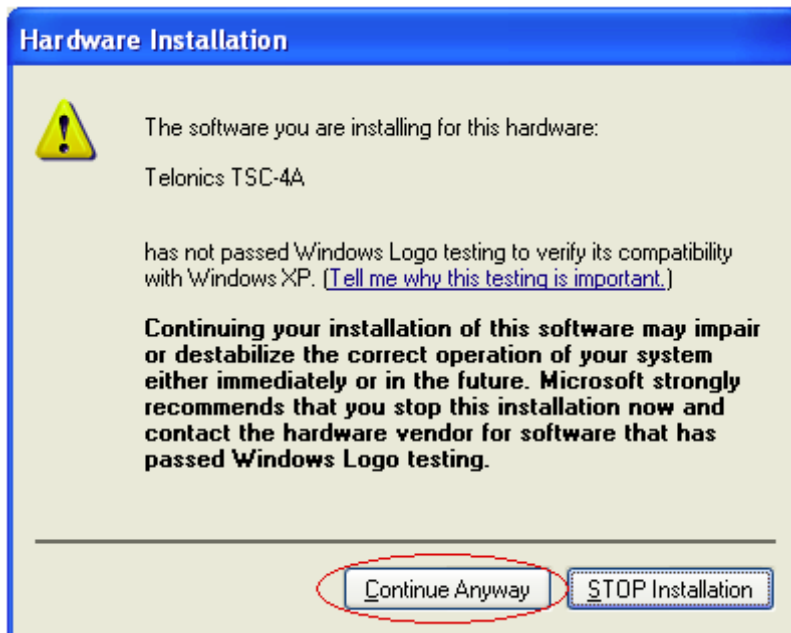 Hardware Installation
The software you are installing for this hardware:
Telonics TSC-4A
has not passed Windows Logo testing to verify its compatibility
with Windows XP. (Tell me why this testing is important.)
Continuing your installation of this software may impair
or destabilize the correct operation of your system
either immediately or in the future. Microsoft strongly
recommends that you stop this installation now and
contact the hardware vendor for software that has
passed Windows Logo testing.
Continue Anyway STOP Installation